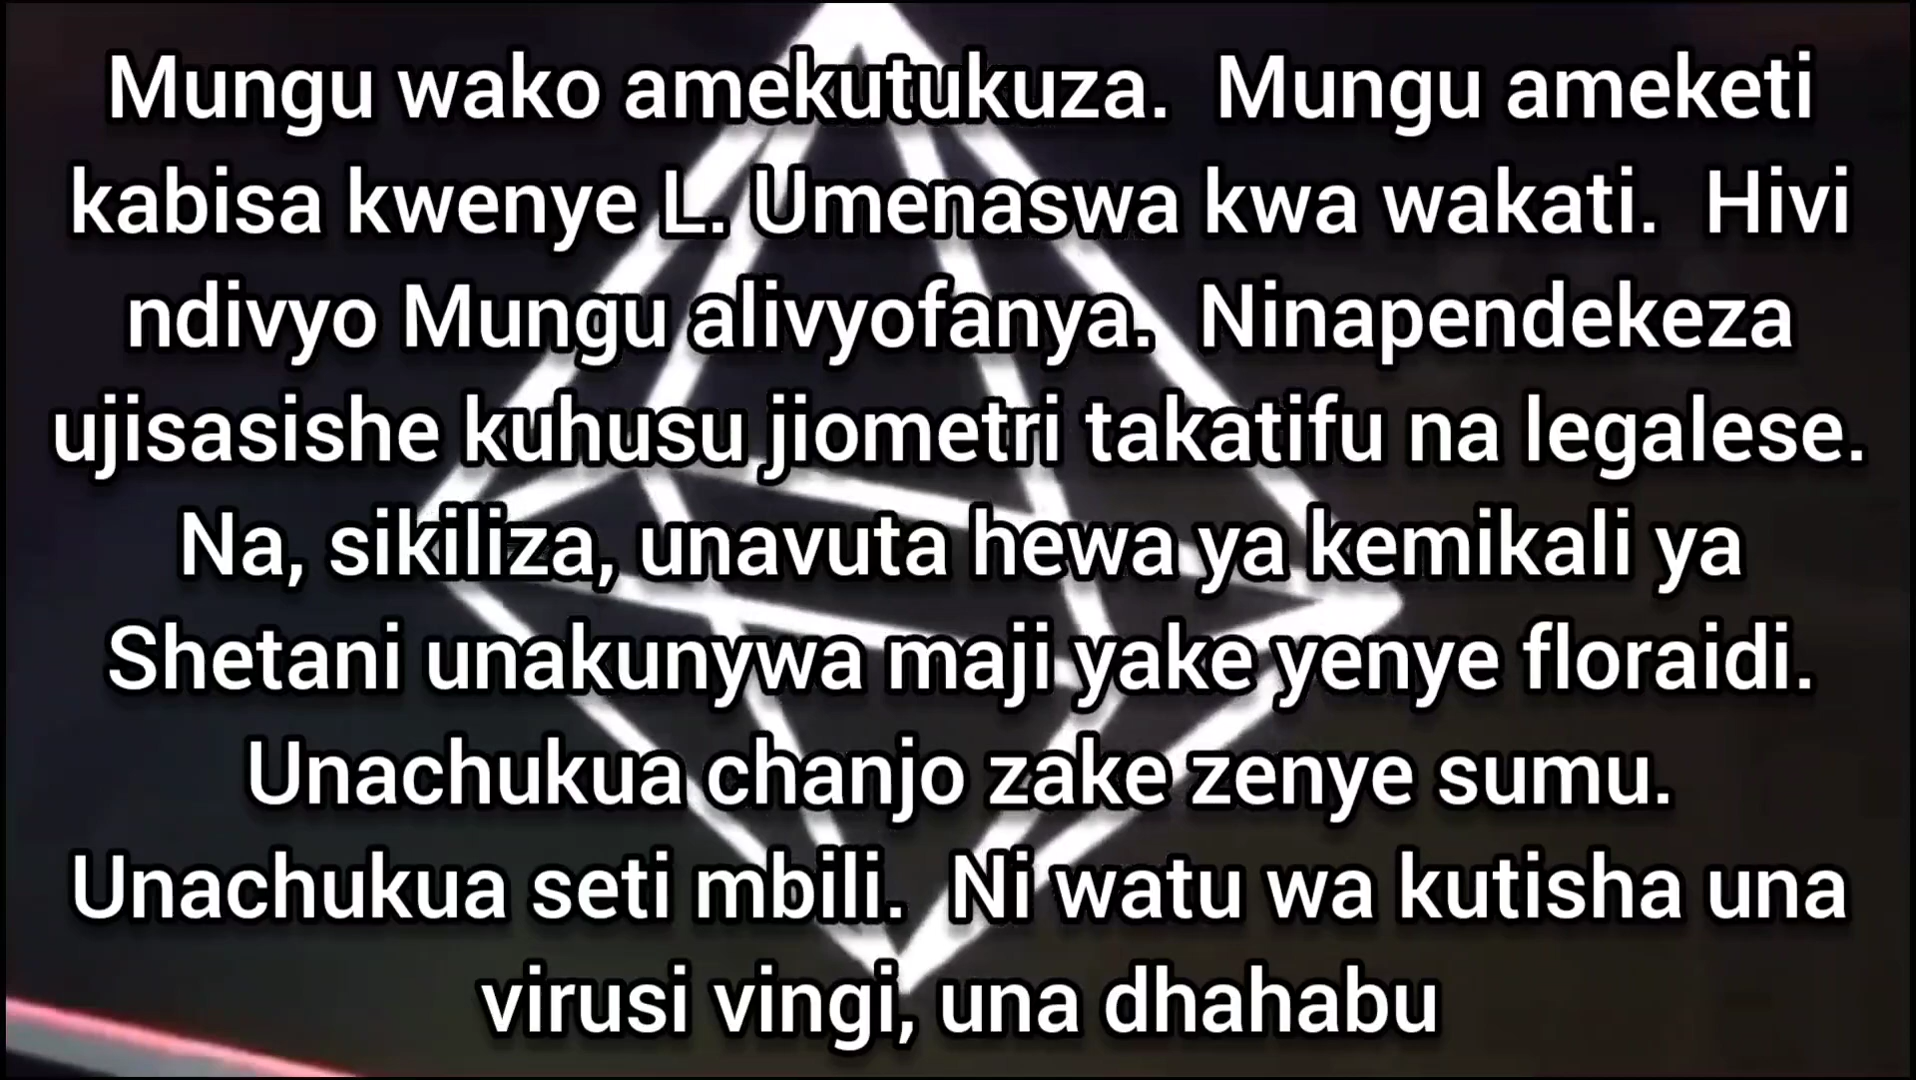 Mungu wako amekutukuza.  Mungu ameketi
kabisa kwenye L. Umenaswa kwa wakati.  Hivi
ndivyo Mungu alivyofanya.  Ninapendekeza
ujisasishe kuhusu jiometri takatifu na legalese.
Na, sikiliza, unavuta hewa ya kemikali ya
Shetani unakunywa maji yake yenye floraidi.
Unachukua chanjo zake zenye sumu.
Unachukua seti mbili.  Ni watu wa kutisha una
virusi vingi, una dhahabu